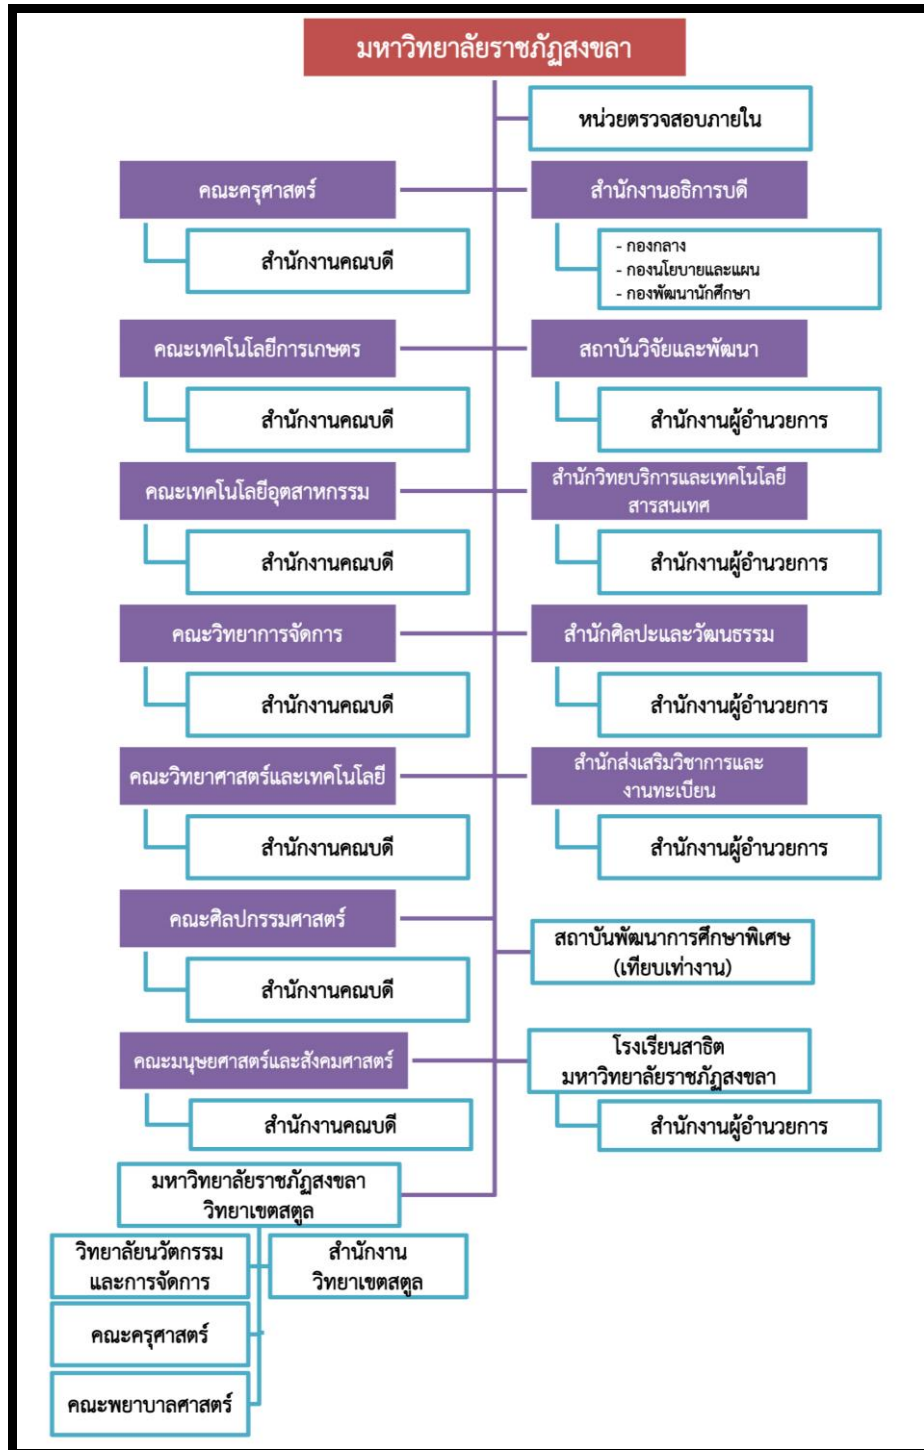 มหาวิทยาลัยราชภัฏสงขลา
หน่วยตรวจสอบภายใน
คณะครุศาสตร์
สำนักงานอธิการบดี
สำนักงานคณบดี
- กองกลาง
- กองนโยบายและแผน
- กองพัฒนานักศึกษา
คณะเทคโนโลยีการเกษตร
สถาบันวิจัยและพัฒนา
สำนักงานคณบดี
สำนักงานผู้อำนวยการ
คณะเทคโนโลยีอุตสาหกรรม
สำนักวิทยบริการและเทคโนโลยี
สารสนเทศ
สำนักงานคณบดี
สำนักงานผู้อำนวยการ
คณะวิทยาการจัดการ
สำนักศิลปะและวัฒนธรรม
สำนักงานคณบดี
สำนักงานผู้อำนวยการ
คณะวิทยาศาสตร์และเทคโนโลยี
สำนักส่งเสริมวิชาการและ
งานทะเบียน
สำนักงานคณบดี
สำนักงานผู้อำนวยการ
คณะศิลปกรรมศาสตร์
สถาบันพัฒนาการศึกษาพิเศษ
(เทียบเท่างาน)
สำนักงานคณบดี
คณะมนุษยศาสตร์และสังคมศาสตร์
โรงเรียนสาธิต
มหาวิทยาลัยราชภัฏสงขลา
สำนักงานคณบดี
สำนักงานผู้อำนวยการ
มหาวิทยาลัยราชภัฏสงขลา
วิทยาเขตสตูล
วิทยาลัยนวัตกรรม
และการจัดการ
สำนักงาน
วิทยาเขตสตูล
คณะครุศาสตร์
คณะพยาบาลศาสตร์